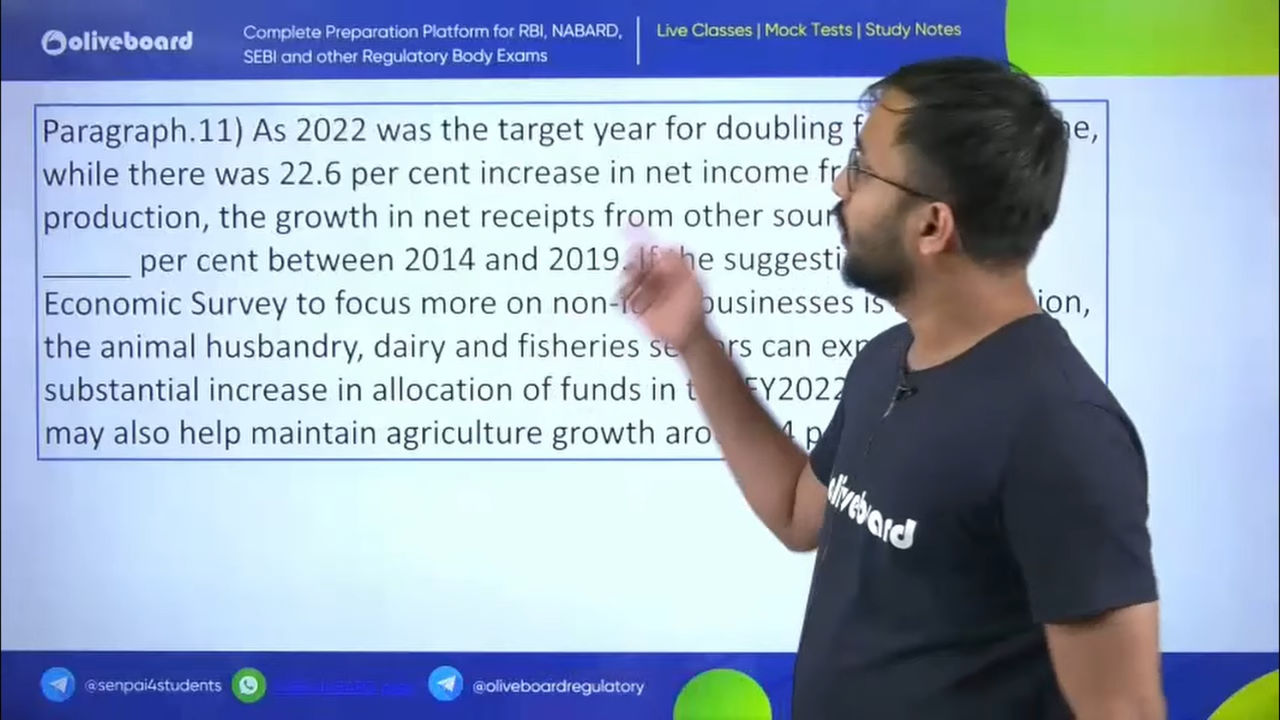 oliveboard
Complete Preparation Platform for RBI, NABARD,
SEBI and other Regulatory Body Exams
Live Classes | Mock Tests | Study Notes
Paragraph.11) As 2022 was the target year for doubling
while there was 22.6 per cent increase in net income
production, the growth in net receipts from other
______ per cent between 2014 and 2019. If the
Economic Survey to focus more on businesses is
the animal husbandry, dairy and fisheries can
substantial increase in allocation of funds in
may also help maintain agriculture growth
oliveboard
@senpai4students
@oliveboardregulatory